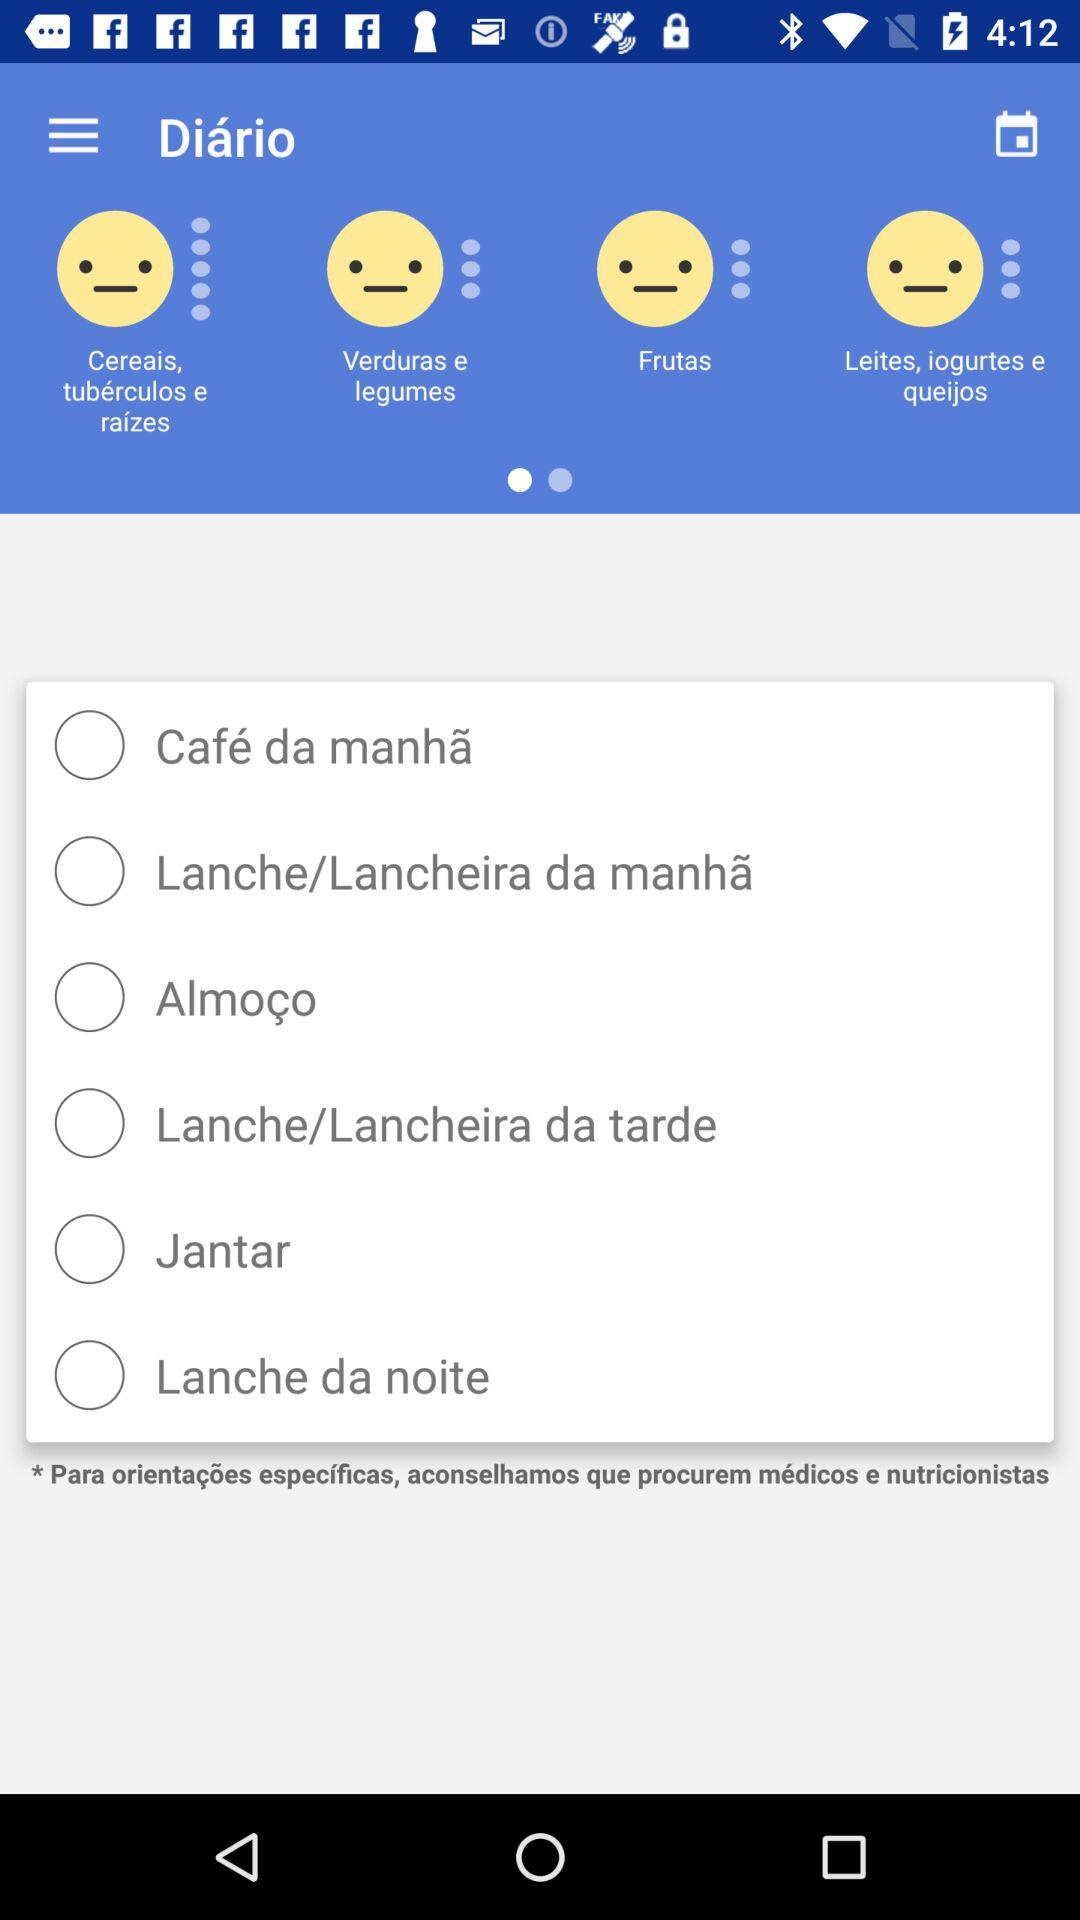 FAKE
4:12
Diário
Cereais,
tubérculos e
raízes
Verduras e
legumes
Frutas
Leites, iogurtes e
queijos
Café da manhã
Lanche/Lancheira da manhã
Almoço
Lanche/Lancheira da tarde
Jantar
Lanche da noite
* Para orientações específicas, aconselhamos que procurem médicos e nutricionistas